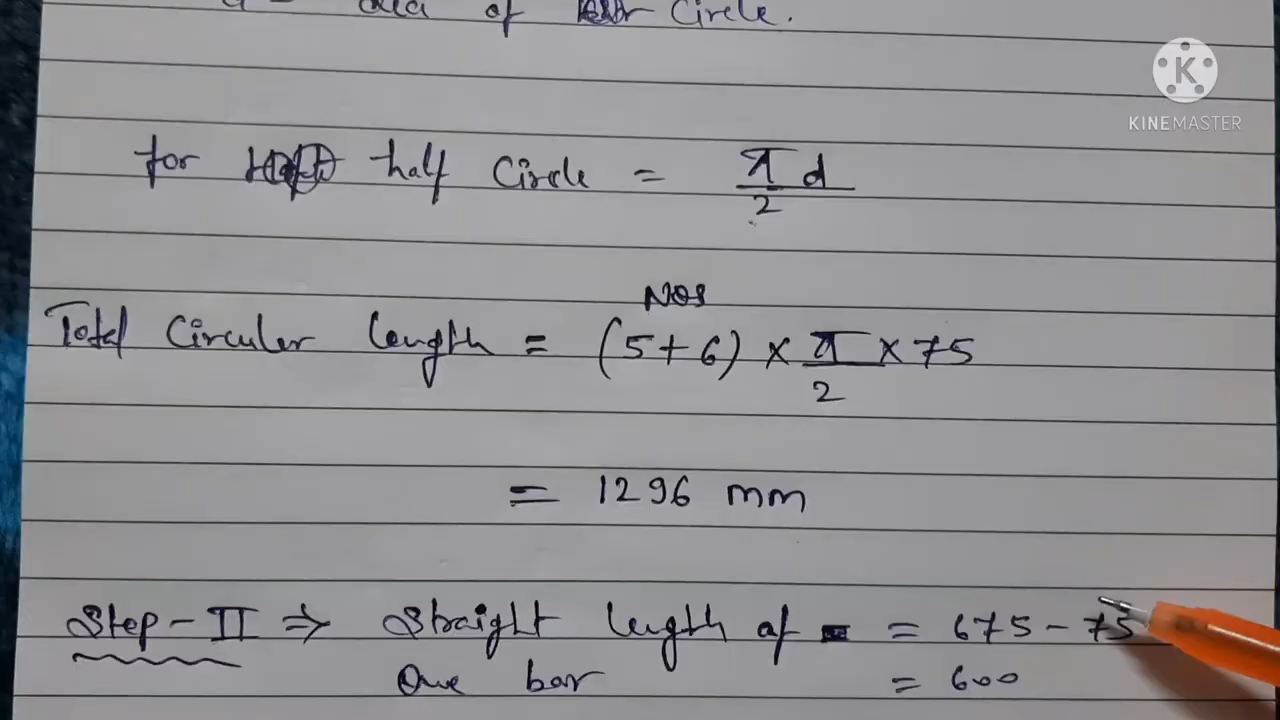 of Circle.
K
KINEMASTER
for half Circle = π/2 d
Nos
Total Circular length = (5+6) × π/2 × 75
= 1296 mm
Step-II ⇒ Straight length of = 675-75
One bar = 600